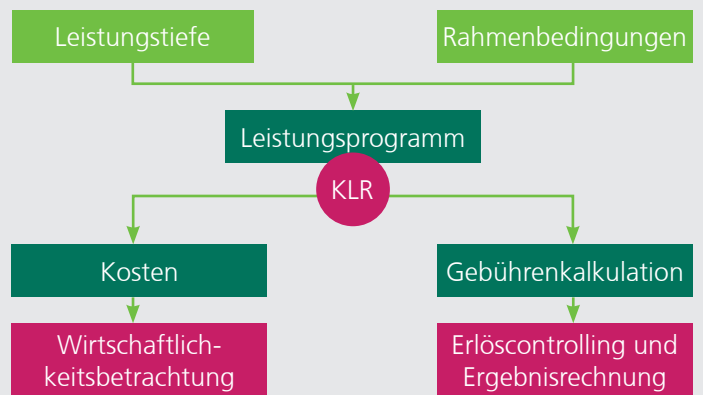 Leistungstiefe
Rahmenbedingungen
Leistungsprogramm
KLR
Kosten
Gebührenkalkulation
Wirtschaftlich-
keitsbetrachtung
Erlöscontrolling und
Ergebnisrechnung